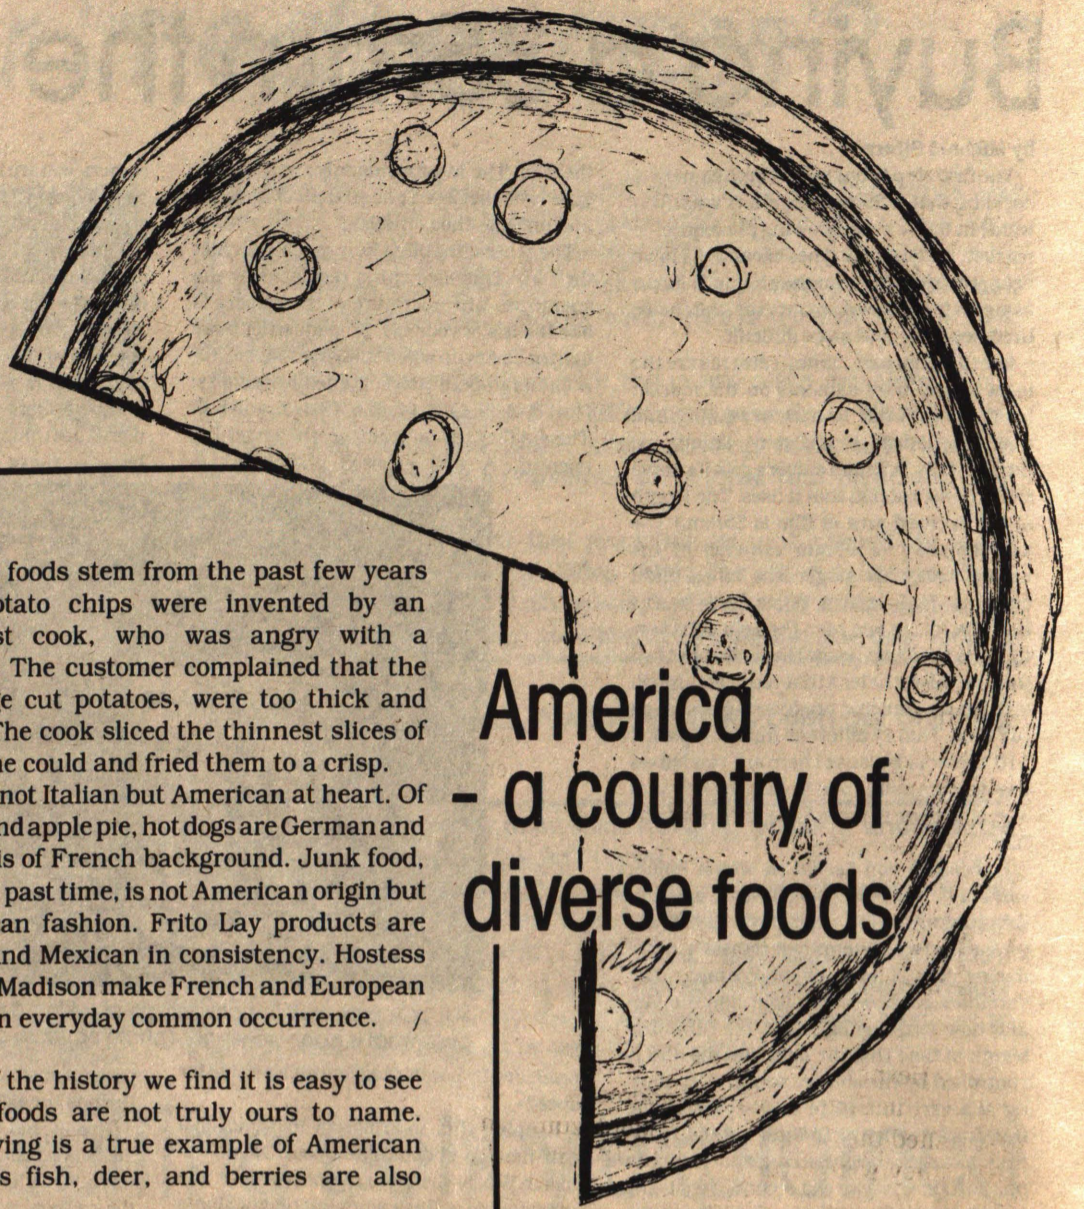 foods stem from the past few years
otato chips were invented by an
st cook, who was angry with a
The customer complained that the
ge cut potatoes, were too thick and
The cook sliced the thinnest slices of
he could and fried them to a crisp.
not Italian but American at heart. Of
nd apple pie, hot dogs are German and
is of French background. Junk food,
past time, is not American origin but
an fashion. Frito Lay products are
and Mexican in consistency. Hostess
Madison make French and European
n everyday common occurrence.
f the history we find it is easy to see
foods are not truly ours to name.
ving is a true example of American
s fish, deer, and berries are also
America
- a country of
diverse foods